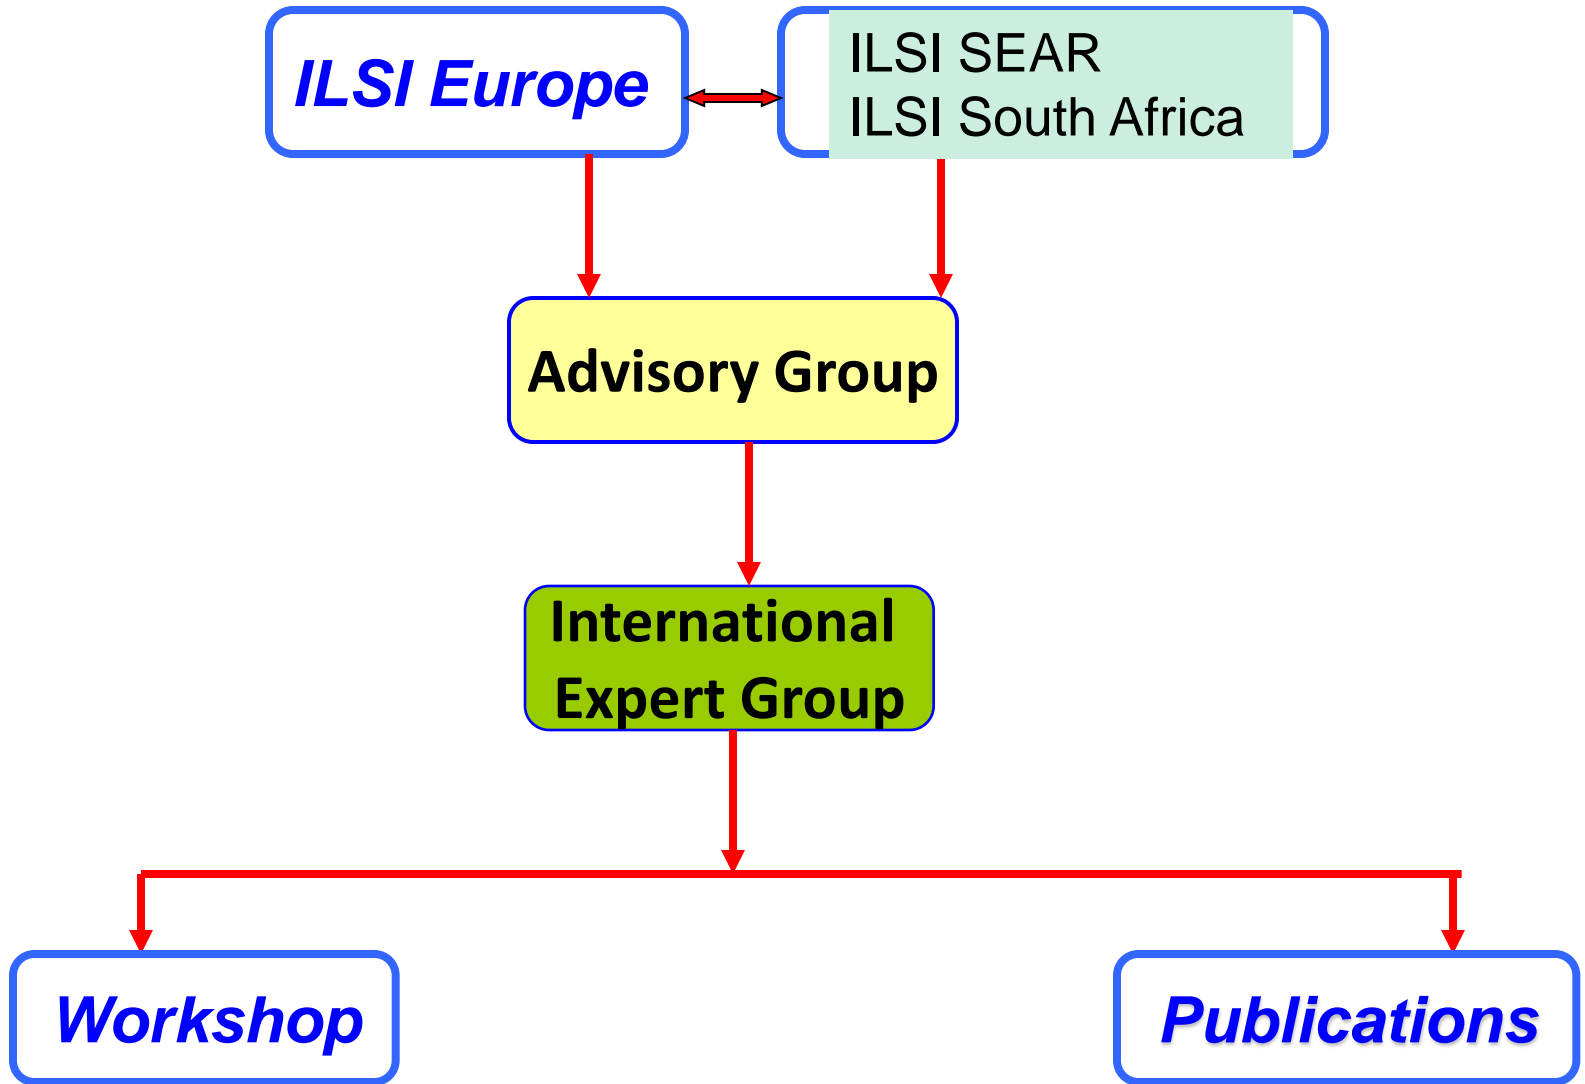 ILSI Europe
ILSI SEAR
ILSI South Africa
Advisory Group
International
Expert Group
Workshop
Publications